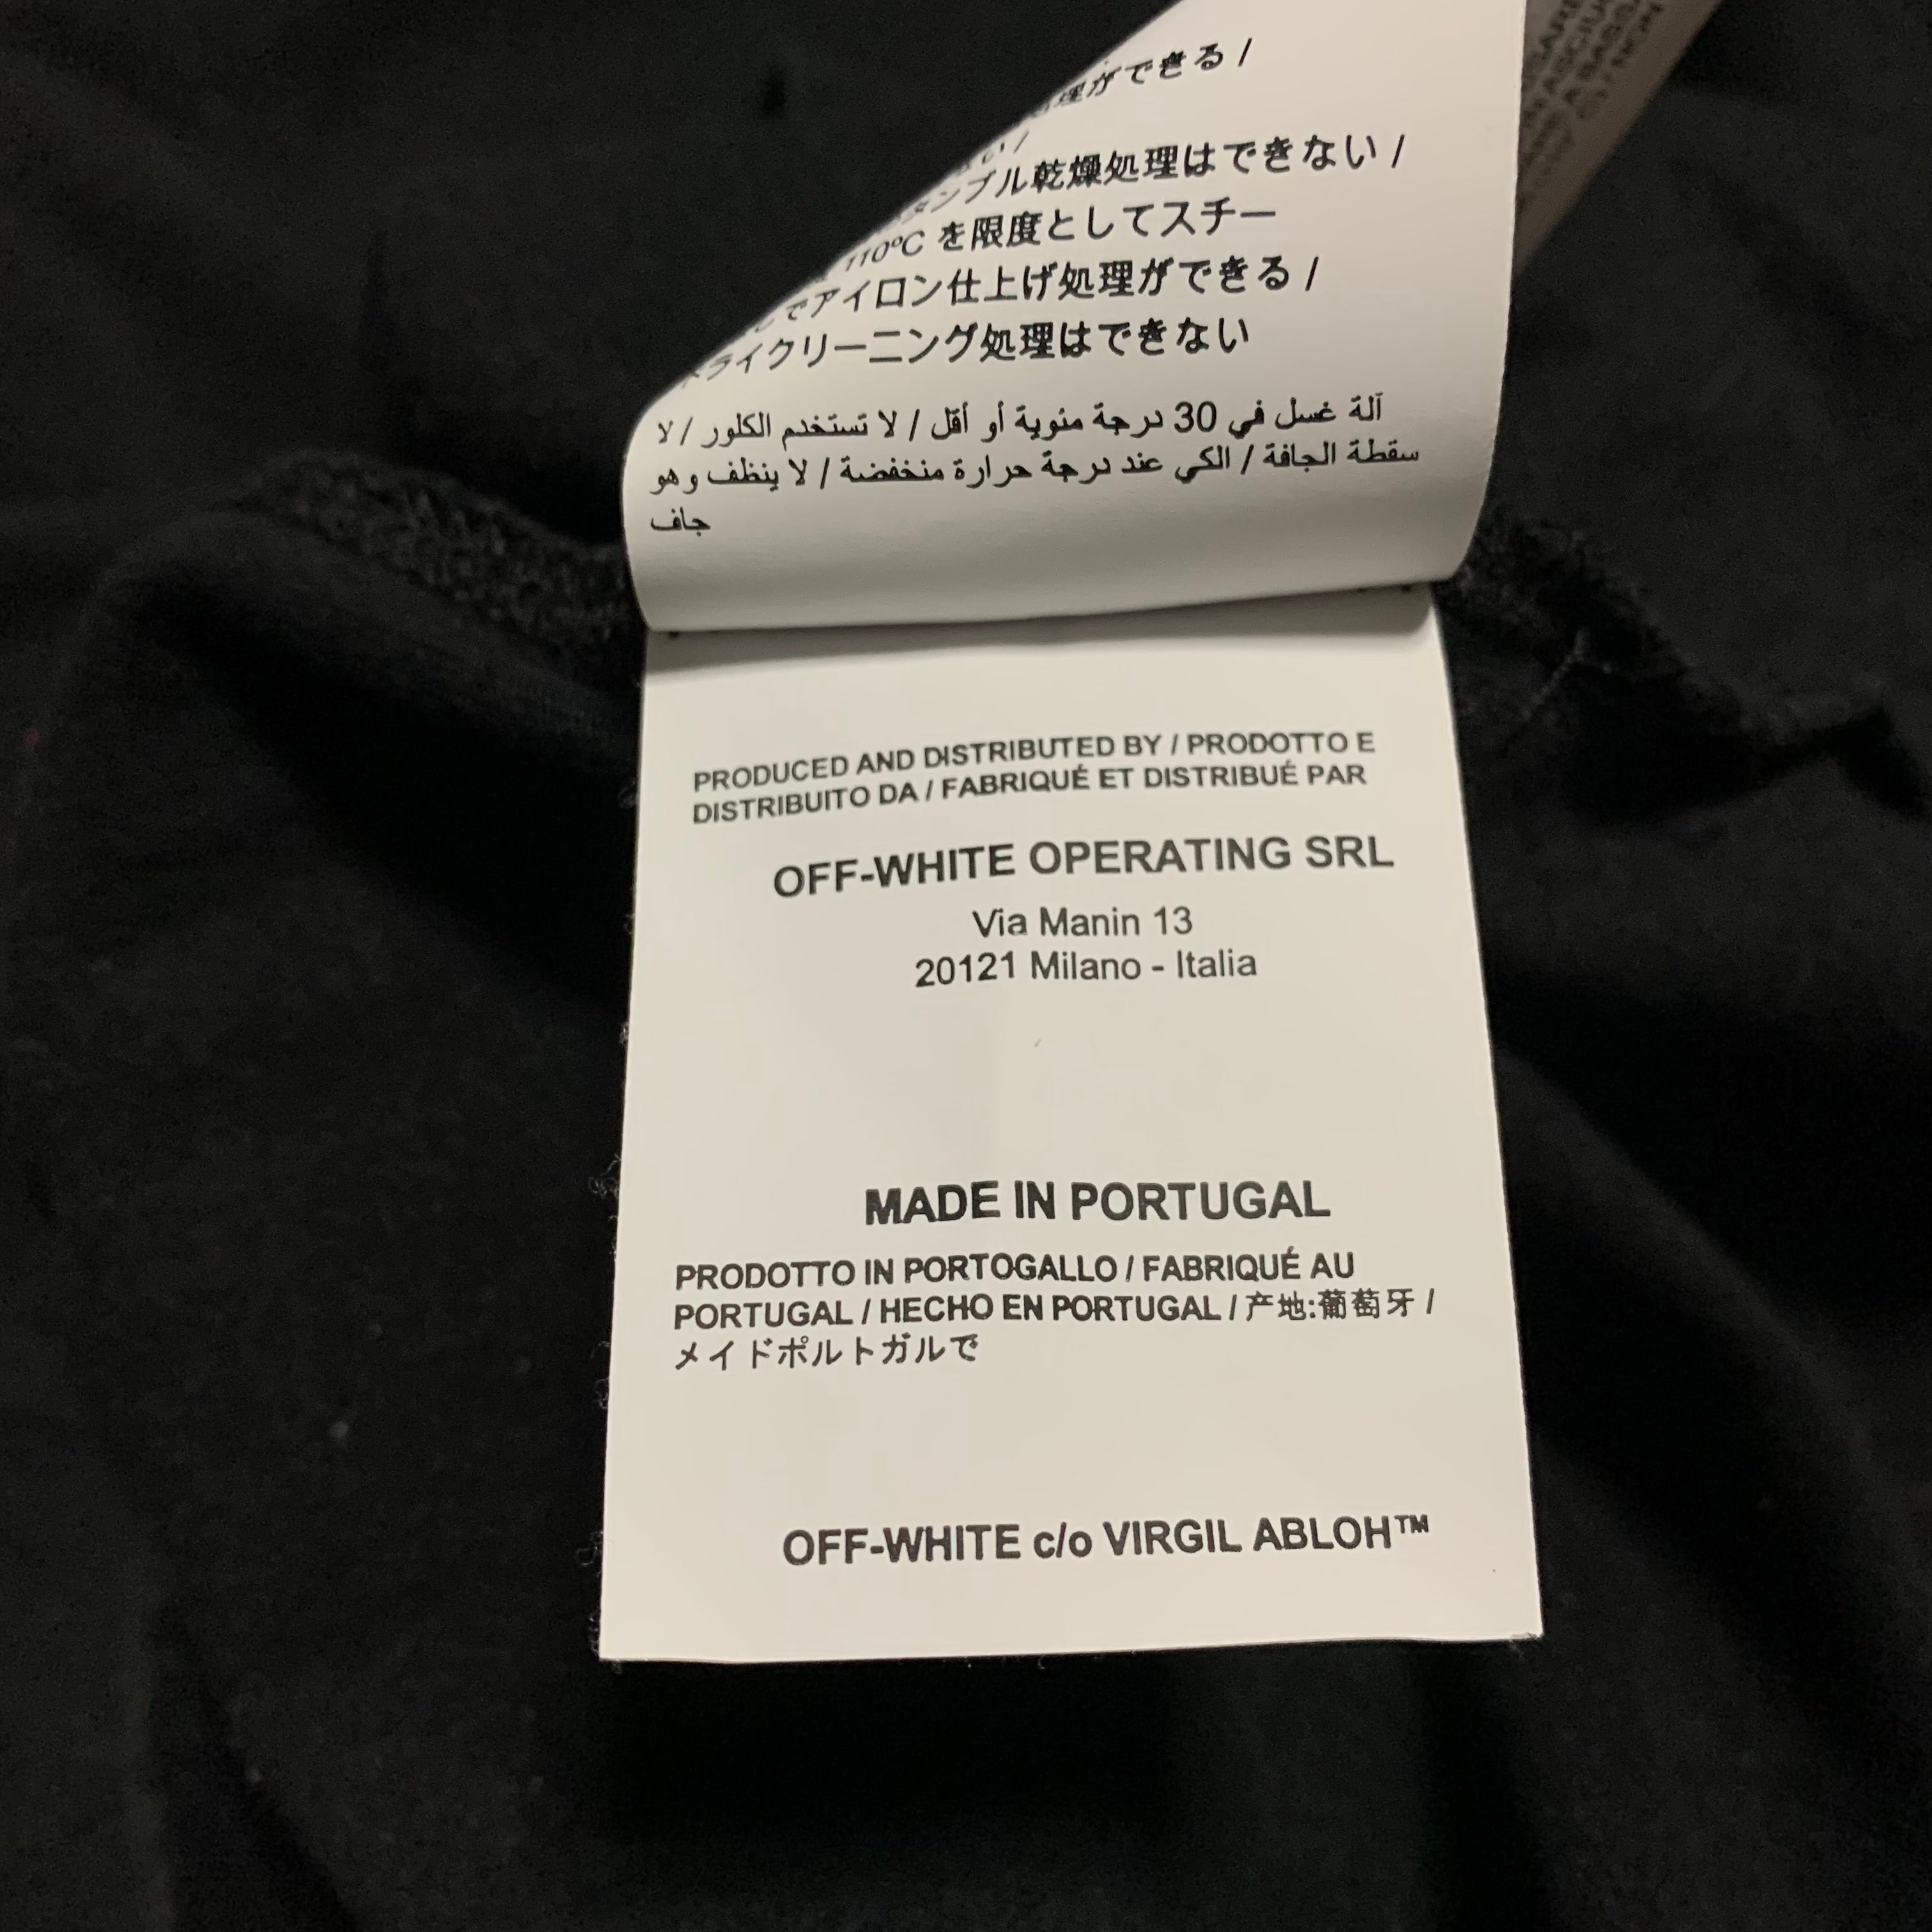 処理ができる /
い /
タンブル乾燥処理はできない /
110ºC を限度としてスチー
でアイロン仕上げ処理ができる /
ドライクリーニング処理はできない
آلة غسل في 30 درجة مئوية أو أقل / لا تستخدم الكلور / لا
سقطة الجافة / الكي عند درجة حرارة منخفضة / لا ينظف وهو
جاف
PRODUCED AND DISTRIBUTED BY / PRODOTTO E
DISTRIBUITO DA / FABRIQUÉ ET DISTRIBUÉ PAR
OFF-WHITE OPERATING SRL
Via Manin 13
20121 Milano - Italia
MADE IN PORTUGAL
PRODOTTO IN PORTOGALLO / FABRIQUÉ AU
PORTUGAL / HECHO EN PORTUGAL / 产地:葡萄牙 /
メイドポルトガルで
OFF-WHITE c/o VIRGIL ABLOH™